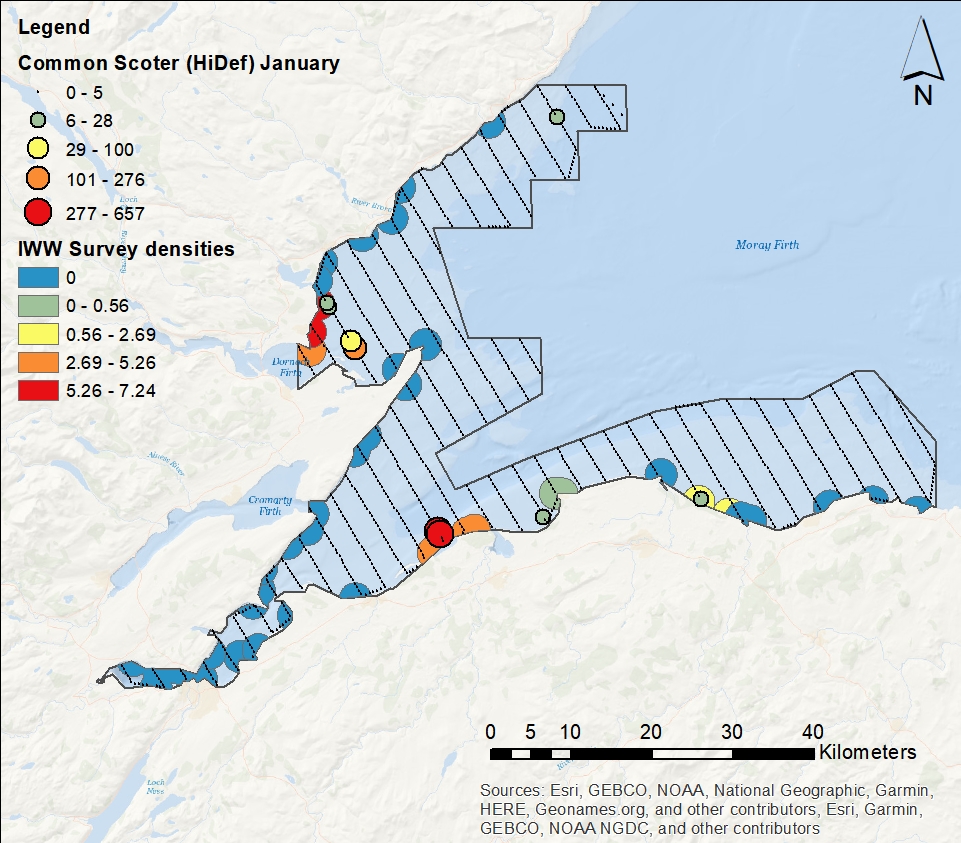 Legend
Common Scoter (HiDef) January
0 - 5
6 - 28
29 - 100
101 - 276
277 - 657
IWW Survey densities
0
0 - 0.56
0.56 - 2.69
2.69 - 5.26
5.26 - 7.24
N
Loch
River Brora
Moray Firth
Firth
Cromarty
Firth
Loch
Ness
0 5 10 20 30 40
Kilometers
Sources: Esri, GEBCO, NOAA, National Geographic, Garmin,
HERE, Geonames.org, and other contributors, Esri, Garmin,
GEBCO, NOAA NGDC, and other contributors